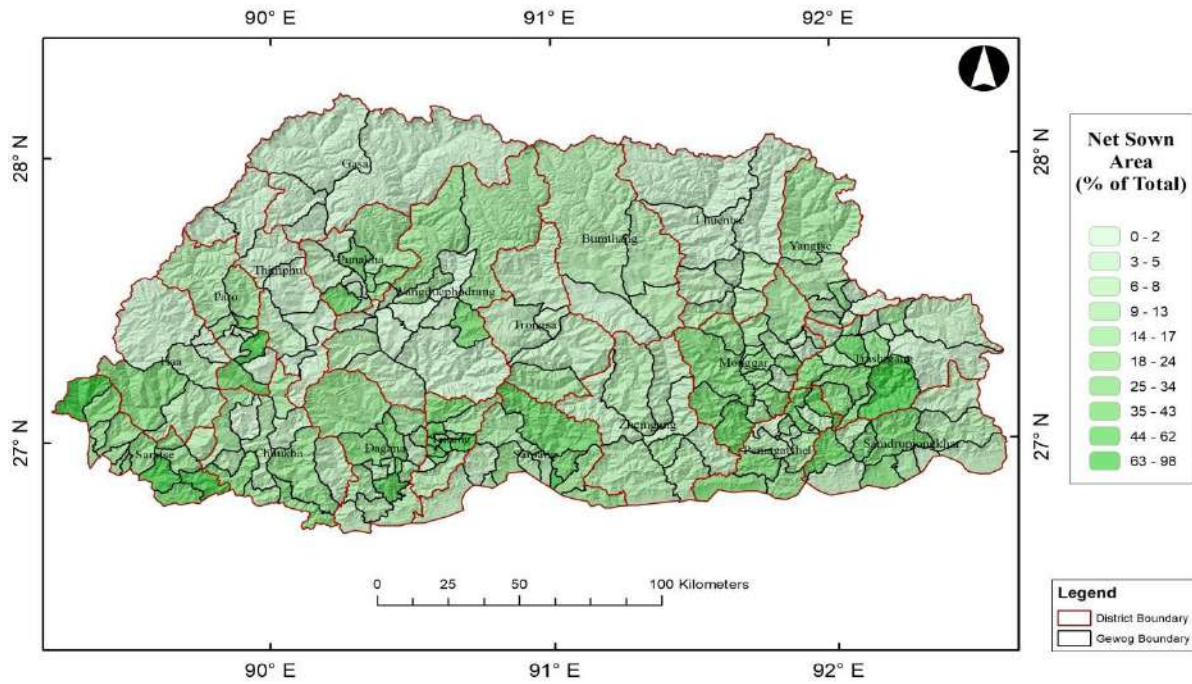 90° E 91° E 92° E
28° N 28° N
27° N 27° N
Gasa
Lhuentse
Bumthang
Yangtse
Punakha
Thimphu
Wangduephodrang
Paro
Trongsa
Haa
Monggar
Trashigang
Zhemgang
Samdrupjongkhar
Dagana
Tsirang
Sarpang
Chukha
Samtse
Pemagatshel
Net Sown
Area
(% of Total)
0 - 2
3 - 5
6 - 8
9 - 13
14 - 17
18 - 24
25 - 34
35 - 43
44 - 62
63 - 98
0 25 50 100 Kilometers
Legend
District Boundary
Gewog Boundary
90° E 91° E 92° E